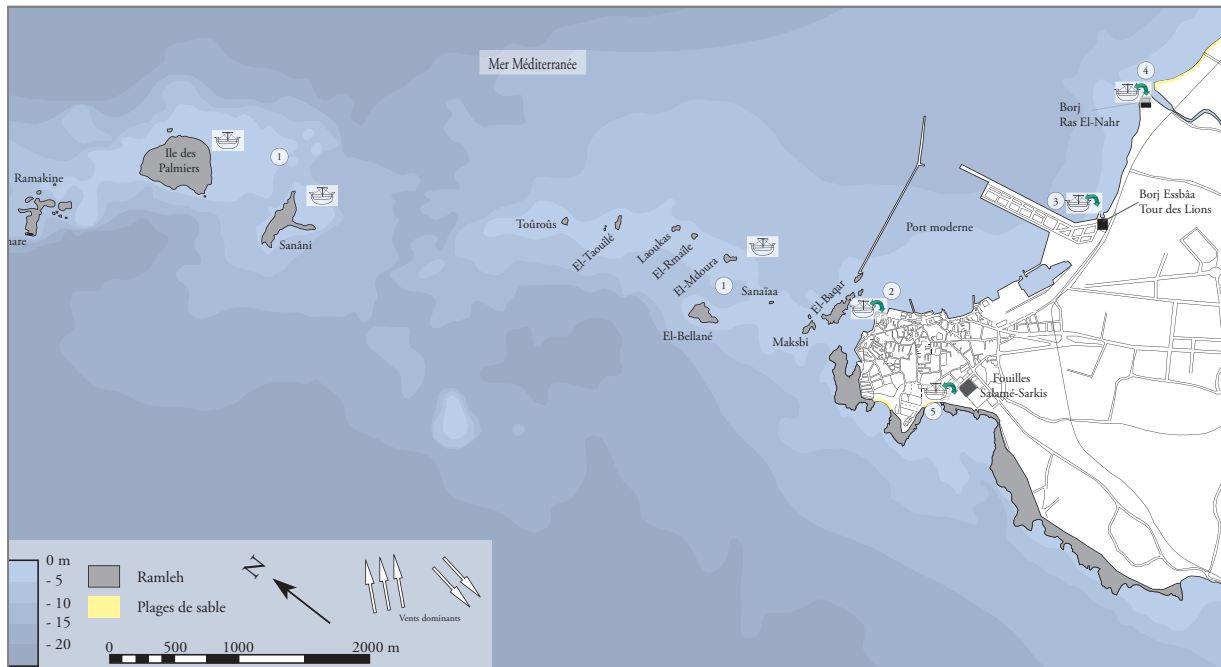 Mer Méditerranée
4
Borj
Ras El-Nahr
Ile des
Palmiers
1
Ramakine
nare
Sanâni
3
Borj Essbâa
Tour des Lions
Toûroûs
El-Taouîlé
Laoukas
El-Rmaîle
El-Mdoura
Port moderne
1
Sanaïaa
El-Baqar
2
El-Bellané
Maksbi
Fouilles
Salamé-Sarkis
5
0 m
- 5
- 10
- 15
- 20
Ramleh
Plages de sable
N
Vents dominants
0 500 1000 2000 m